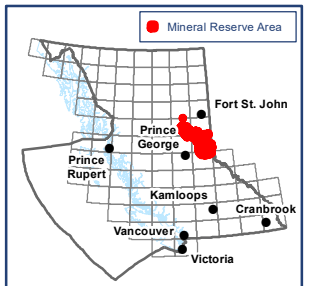 Mineral Reserve Area
Fort St. John
Prince
George
Prince
Rupert
Kamloops
Cranbrook
Vancouver
Victoria